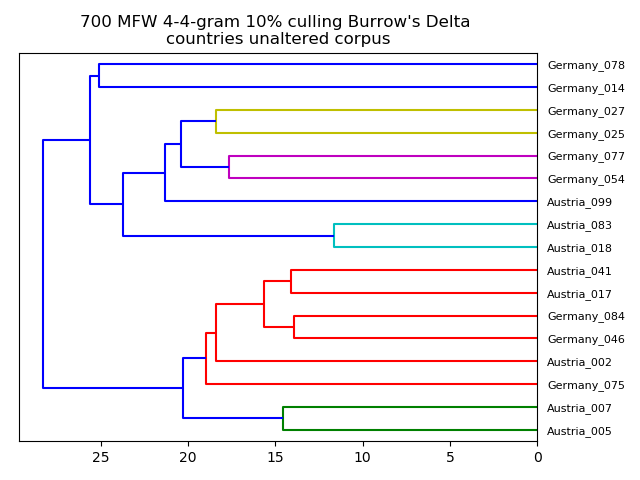 700 MFW 4-4-gram 10% culling Burrow's Delta
countries unaltered corpus
Germany_078
Germany_014
Germany_027
Germany_025
Germany_077
Germany_054
Austria_099
Austria_083
Austria_018
Austria_041
Austria_017
Germany_084
Germany_046
Austria_002
Germany_075
Austria_007
Austria_005
25 20 15 10 5 0